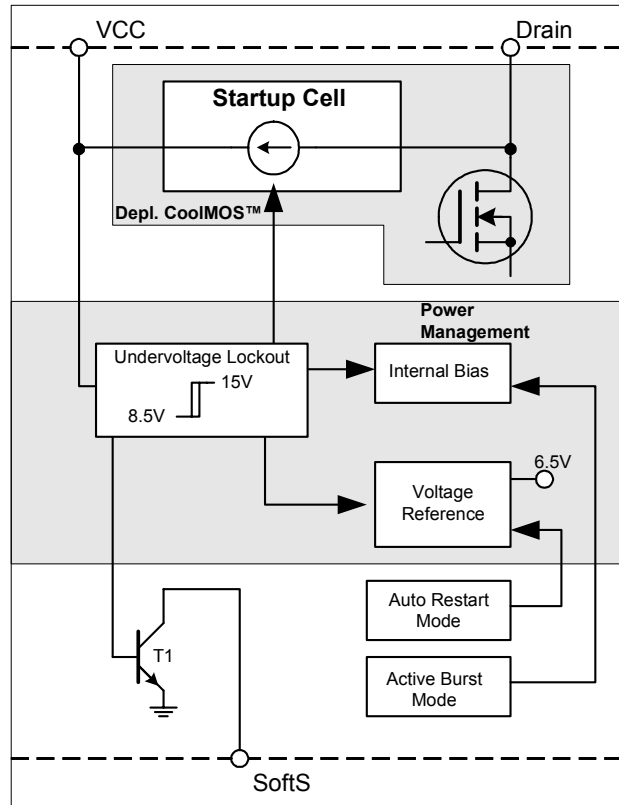 VCC
Drain
Startup Cell
Depl. CoolMOS™
Power
Management
Undervoltage Lockout
15V
8.5V
Internal Bias
6.5V
Voltage
Reference
Auto Restart
Mode
T1
Active Burst
Mode
SoftS